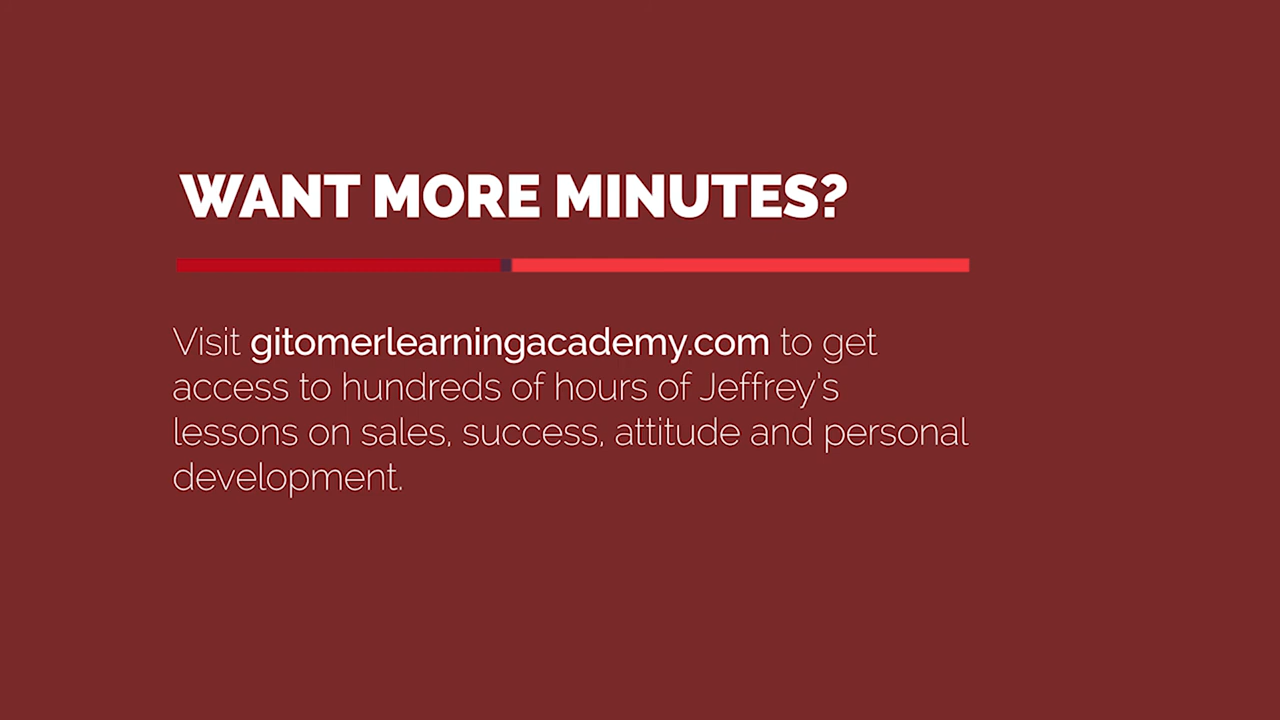 WANT MORE MINUTES?
Visit gitomerlearningacademy.com to get
access to hundreds of hours of Jeffrey's
lessons on sales, success, attitude and personal
development.